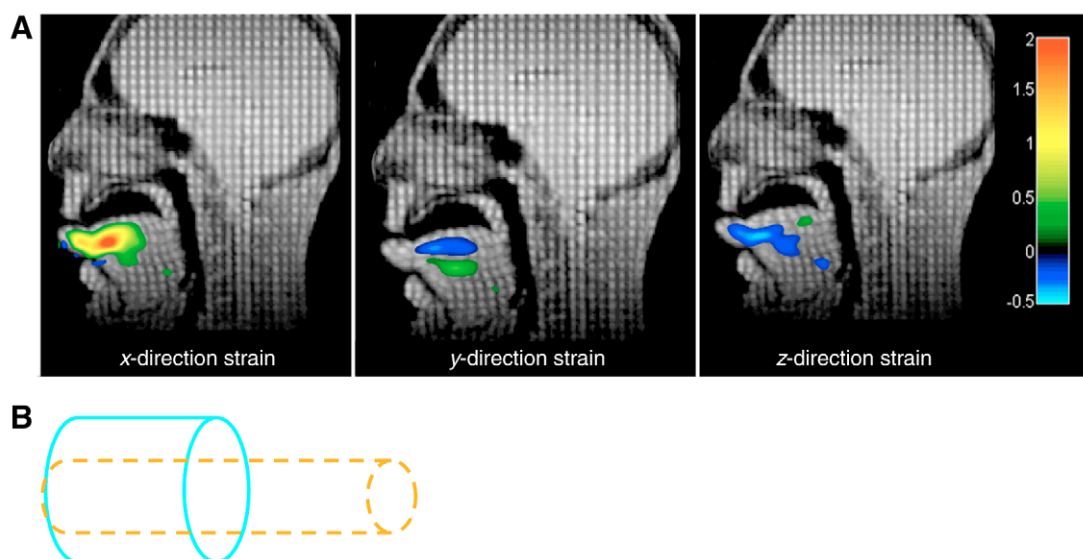 A
2
1.5
1
0.5
0
-0.5
x-direction strain
y-direction strain
z-direction strain
B